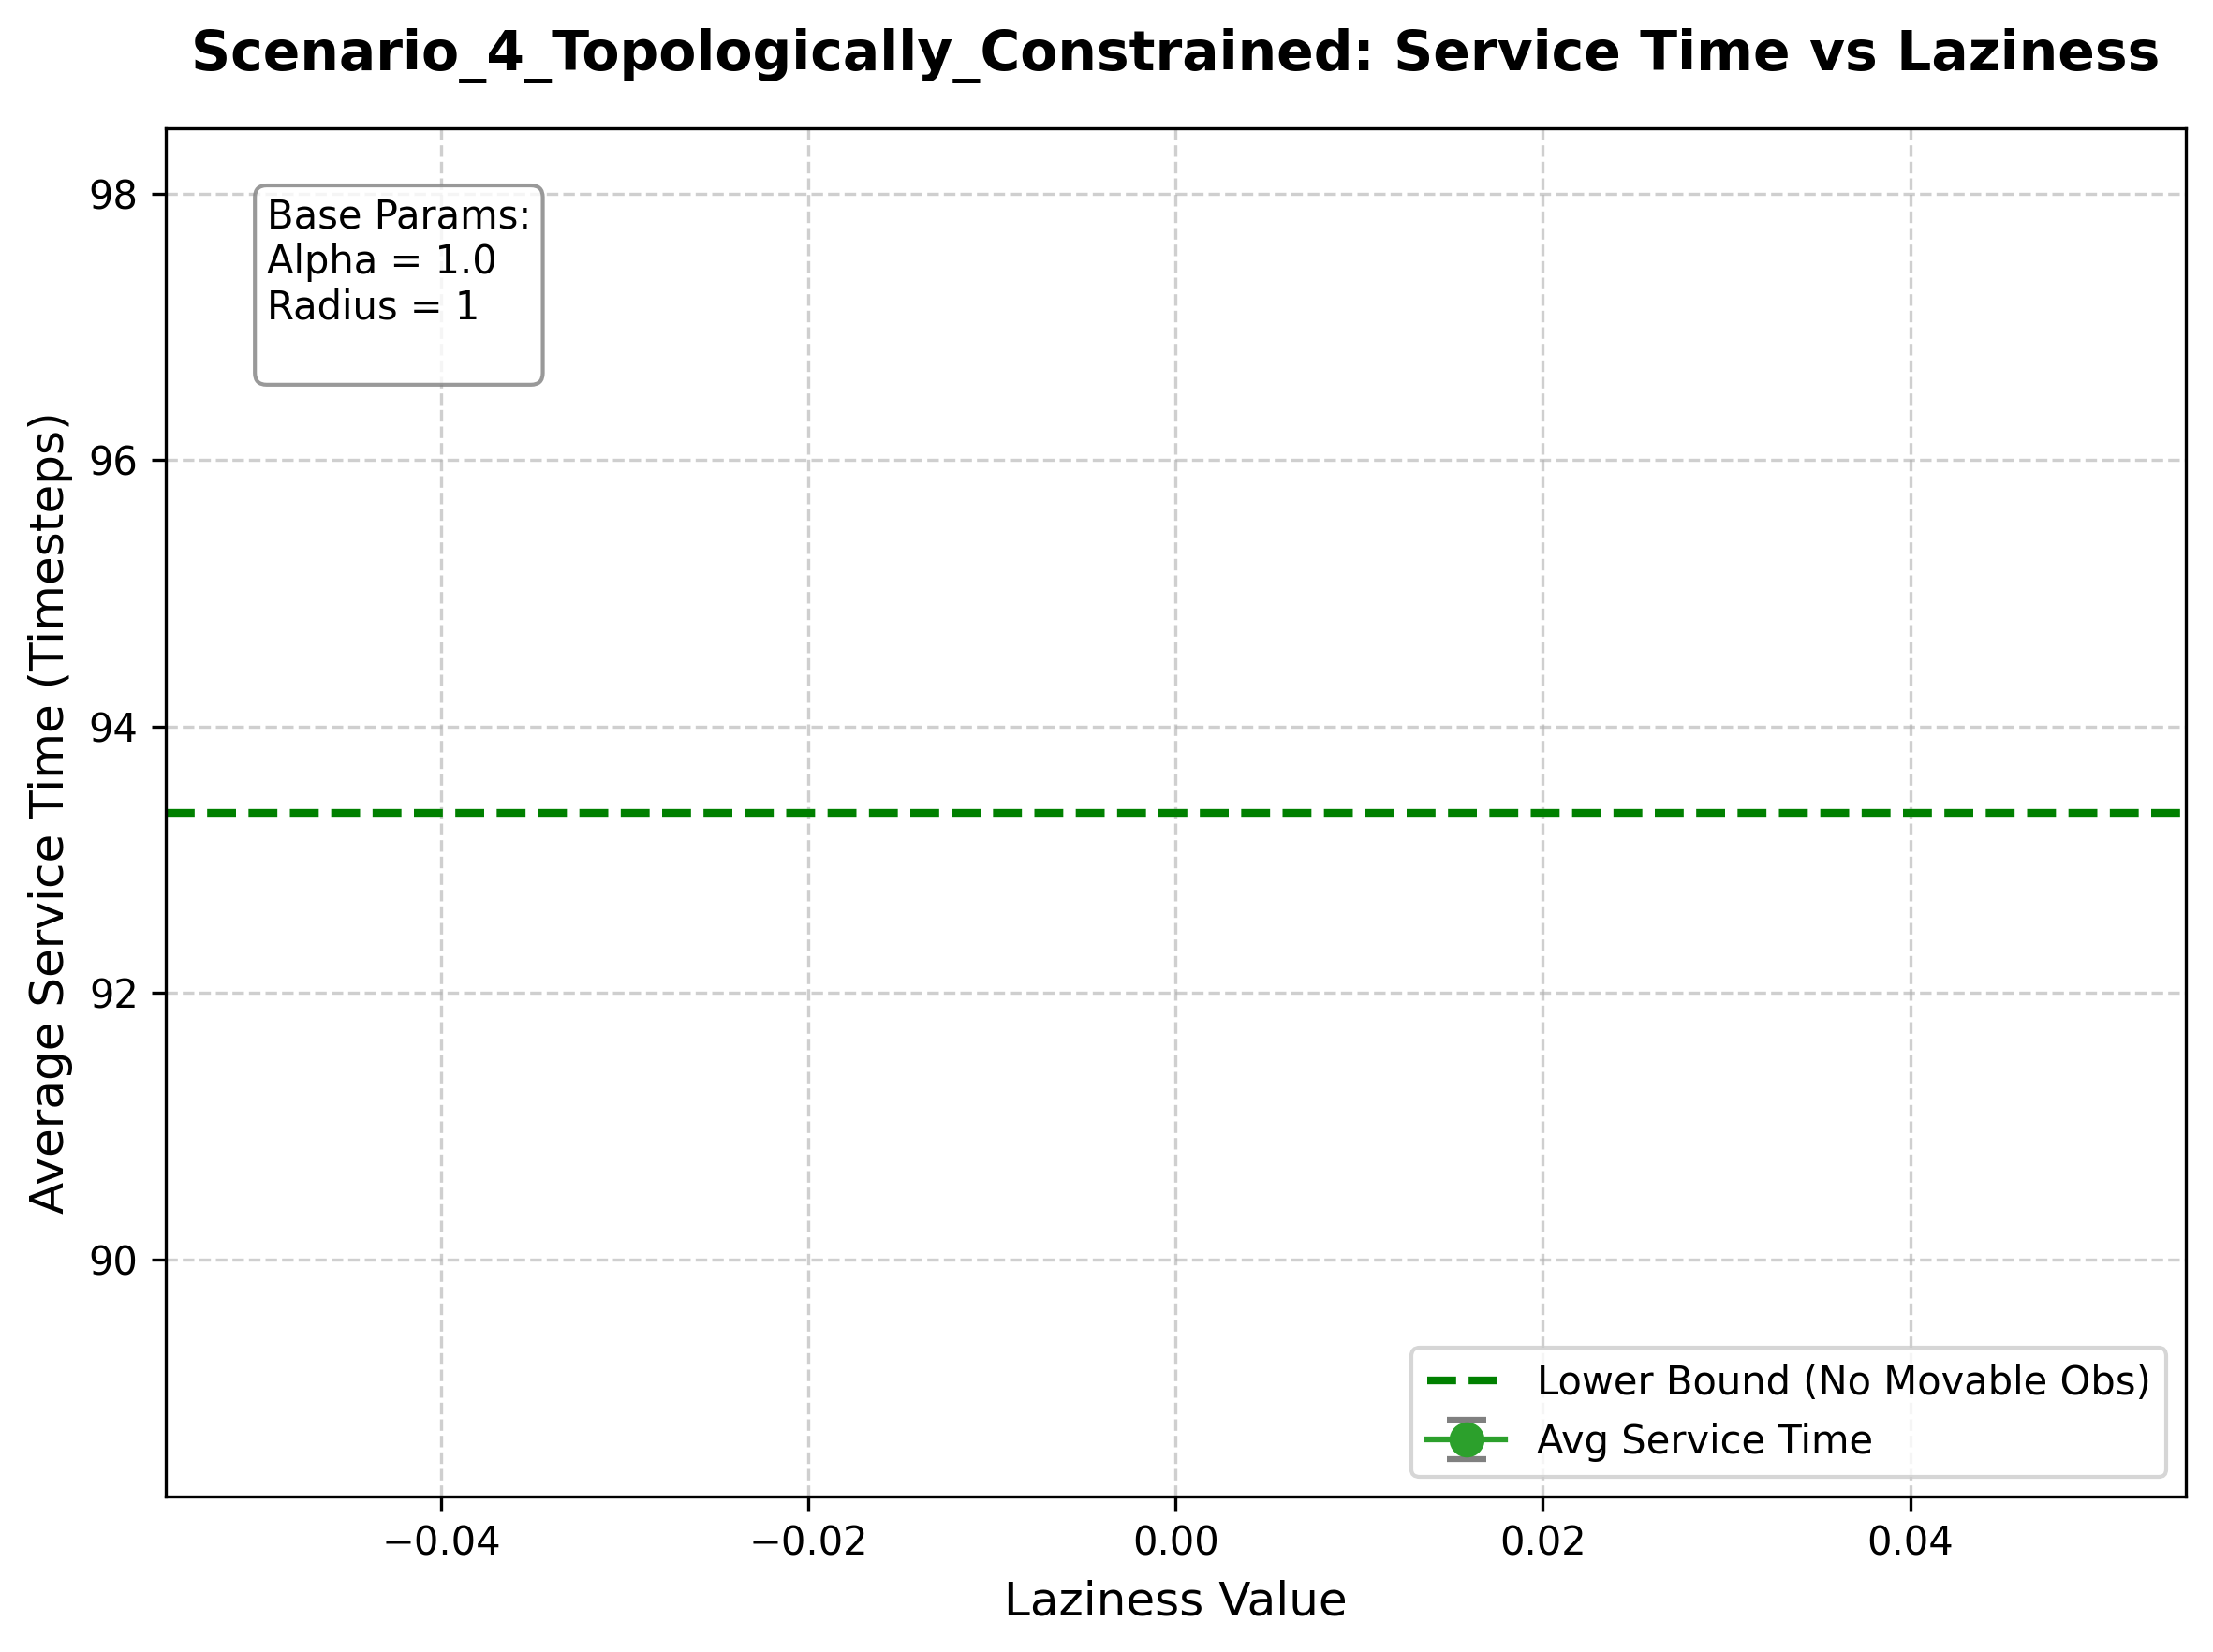 Scenario_4_Topologically_Constrained: Service Time vs Laziness
Base Params:
Alpha = 1.0
Radius = 1
Average Service Time (Timesteps)
98
96
94
92
90
Lower Bound (No Movable Obs)
Avg Service Time
−0.04
−0.02
0.00
0.02
0.04
Laziness Value